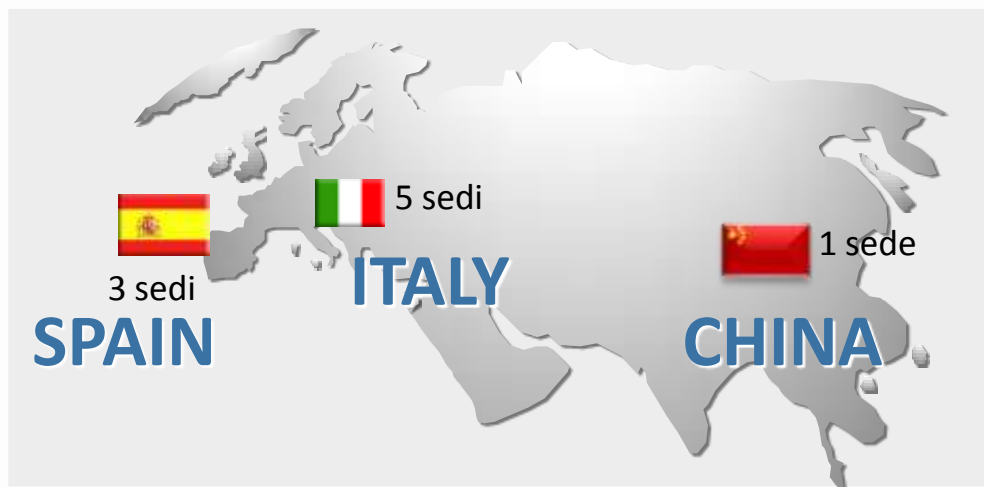 5 sedi
ITALY
3 sedi
SPAIN
1 sede
CHINA